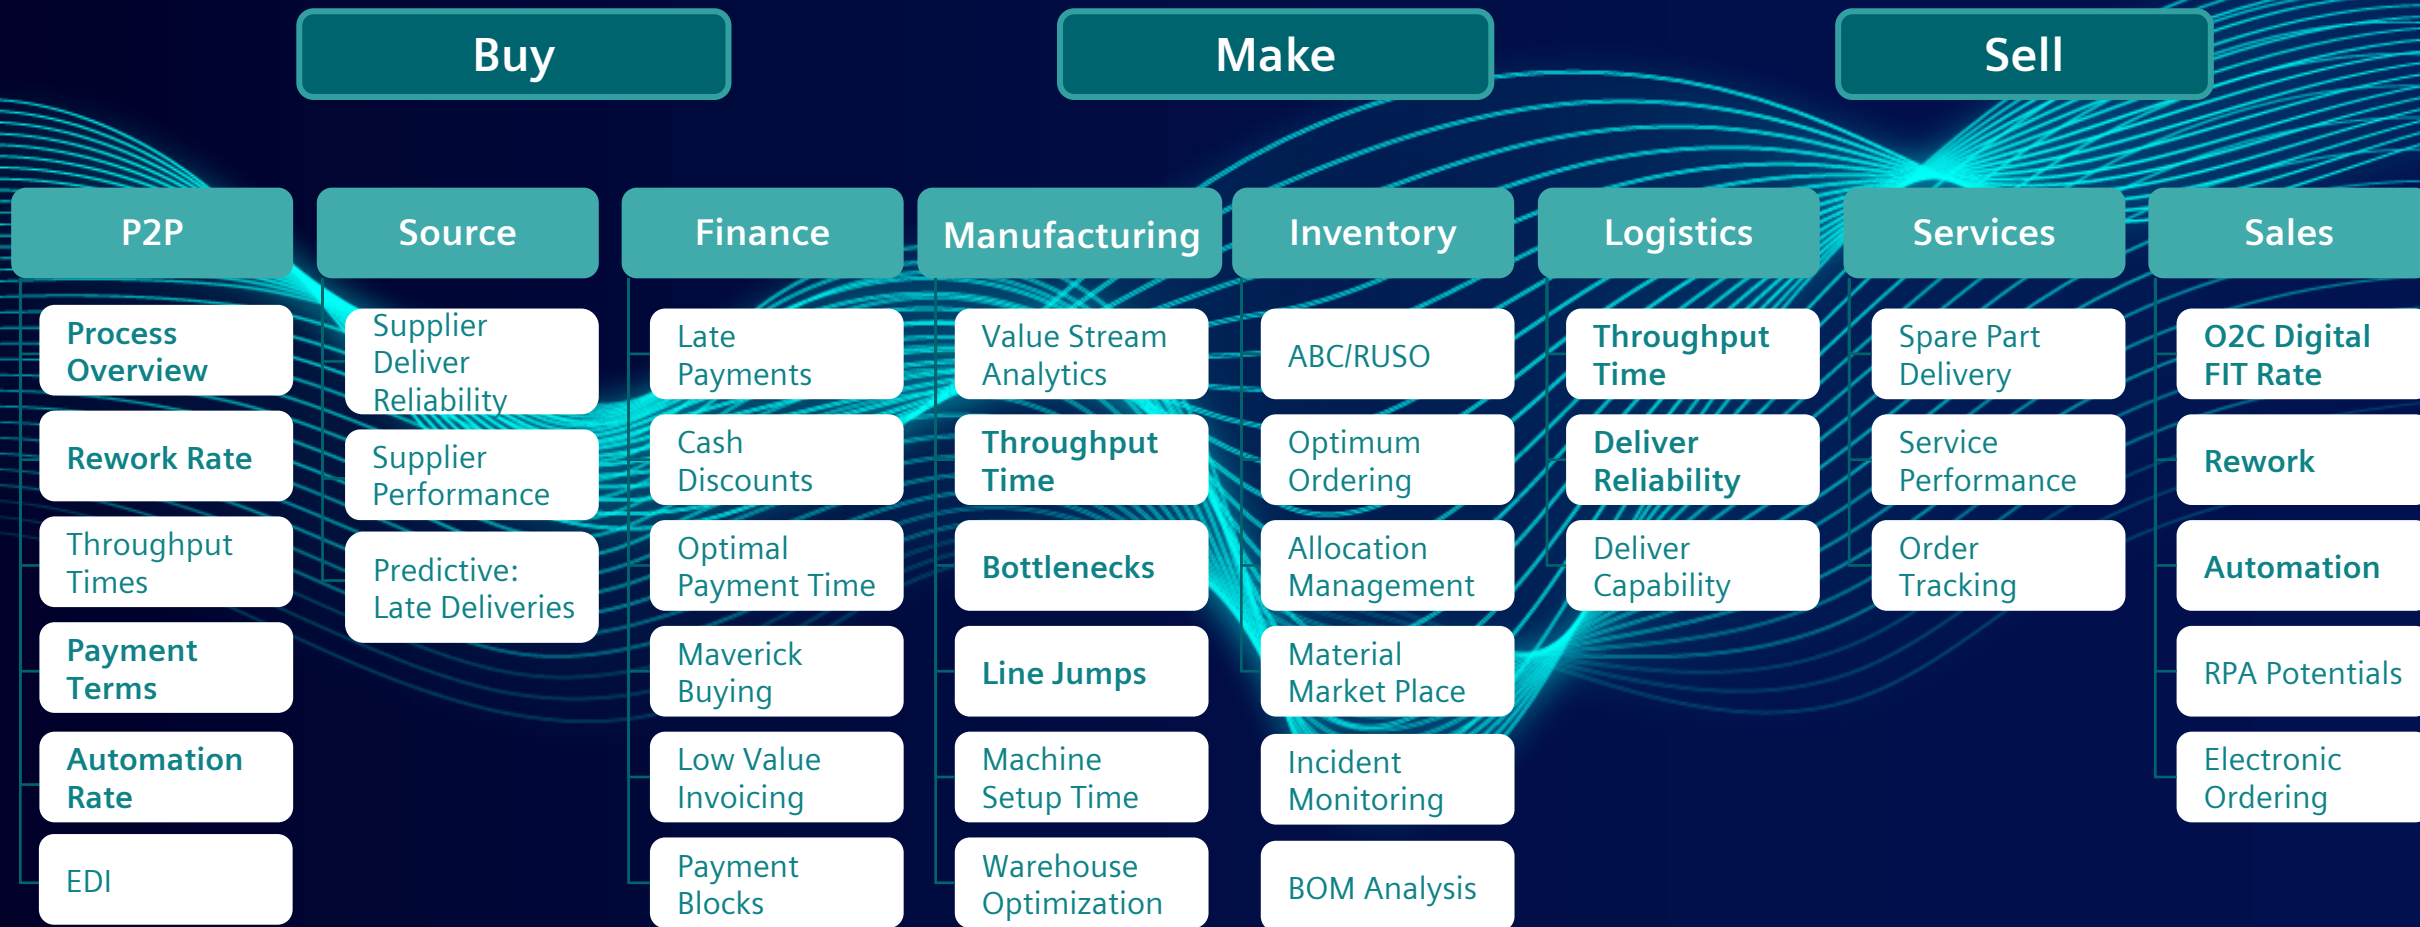 Buy
Make
Sell
P2P
Process
Overview
Rework Rate
Throughput
Times
Payment
Terms
Automation
Rate
EDI
Source
Supplier
Deliver
Reliability
Supplier
Performance
Predictive:
Late Deliveries
Finance
Late
Payments
Cash
Discounts
Optimal
Payment Time
Maverick
Buying
Low Value
Invoicing
Payment
Blocks
Manufacturing
Value Stream
Analytics
Throughput
Time
Bottlenecks
Line Jumps
Machine
Setup Time
Warehouse
Optimization
Inventory
ABC/RUSO
Optimum
Ordering
Allocation
Management
Material
Market Place
Incident
Monitoring
BOM Analysis
Logistics
Throughput
Time
Deliver
Reliability
Deliver
Capability
Services
Spare Part
Delivery
Service
Performance
Order
Tracking
Sales
O2C Digital
FIT Rate
Rework
Automation
RPA Potentials
Electronic
Ordering